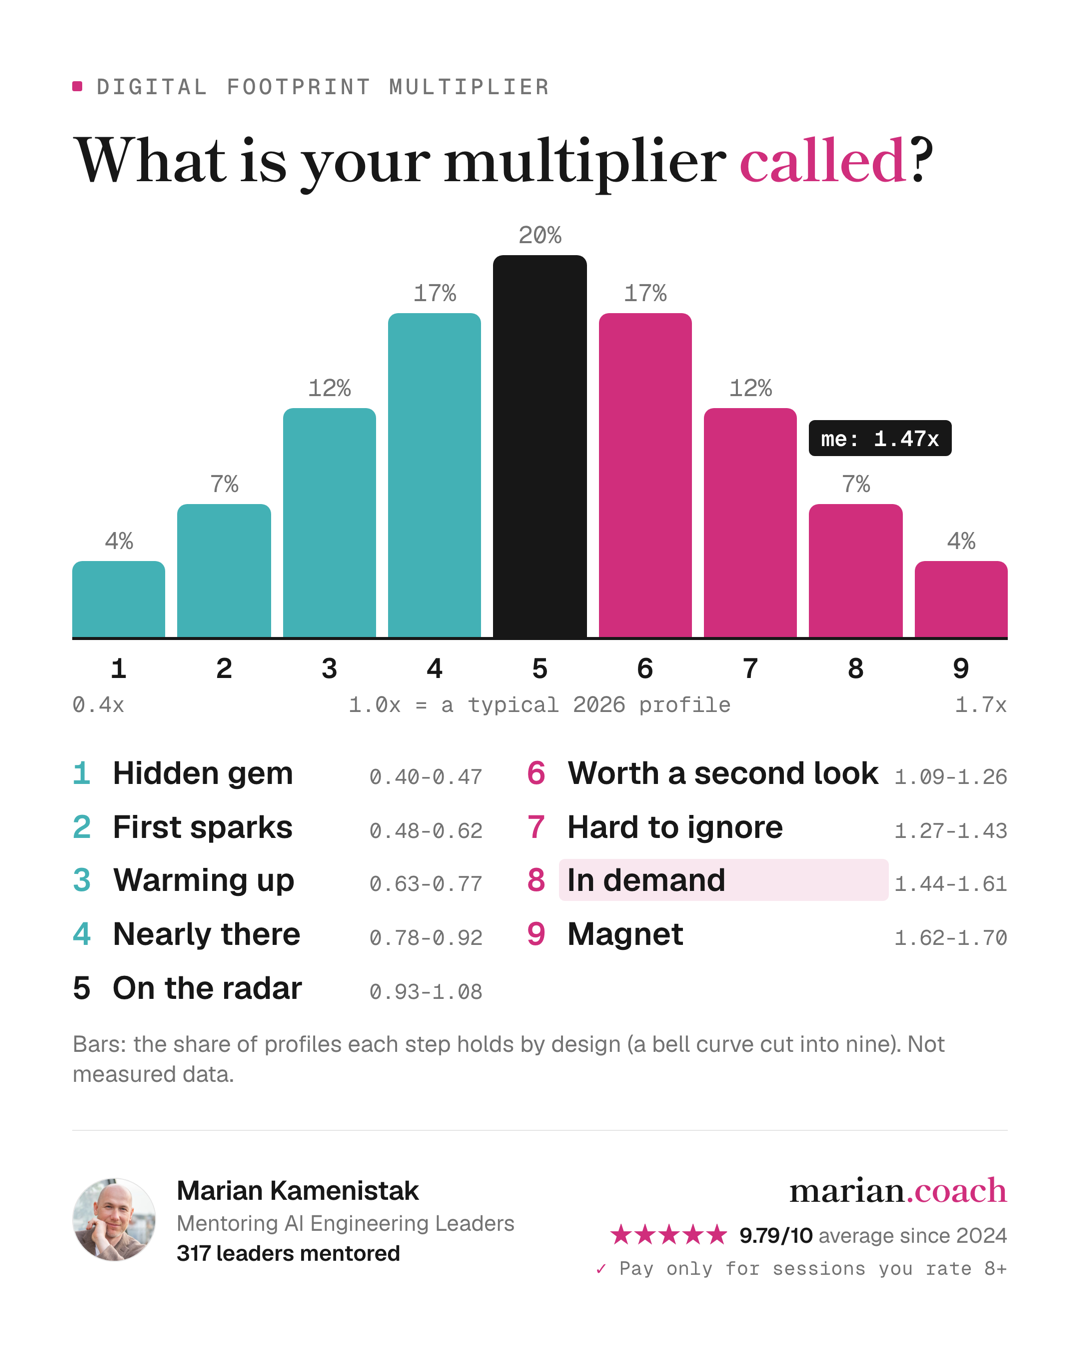 DIGITAL FOOTPRINT MULTIPLIER
What is your multiplier called?
20%
17% 17%
12% 12%
me: 1.47x
7% 7%
4% 4%
1 2 3 4 5 6 7 8 9
0.4x 1.0x = a typical 2026 profile 1.7x
1 Hidden gem 0.40-0.47
2 First sparks 0.48-0.62
3 Warming up 0.63-0.77
4 Nearly there 0.78-0.92
5 On the radar 0.93-1.08
6 Worth a second look 1.09-1.26
7 Hard to ignore 1.27-1.43
8 In demand 1.44-1.61
9 Magnet 1.62-1.70
Bars: the share of profiles each step holds by design (a bell curve cut into nine). Not
measured data.
Marian Kamenistak
Mentoring AI Engineering Leaders
317 leaders mentored
marian.coach
★★★★★ 9.79/10 average since 2024
✓ Pay only for sessions you rate 8+